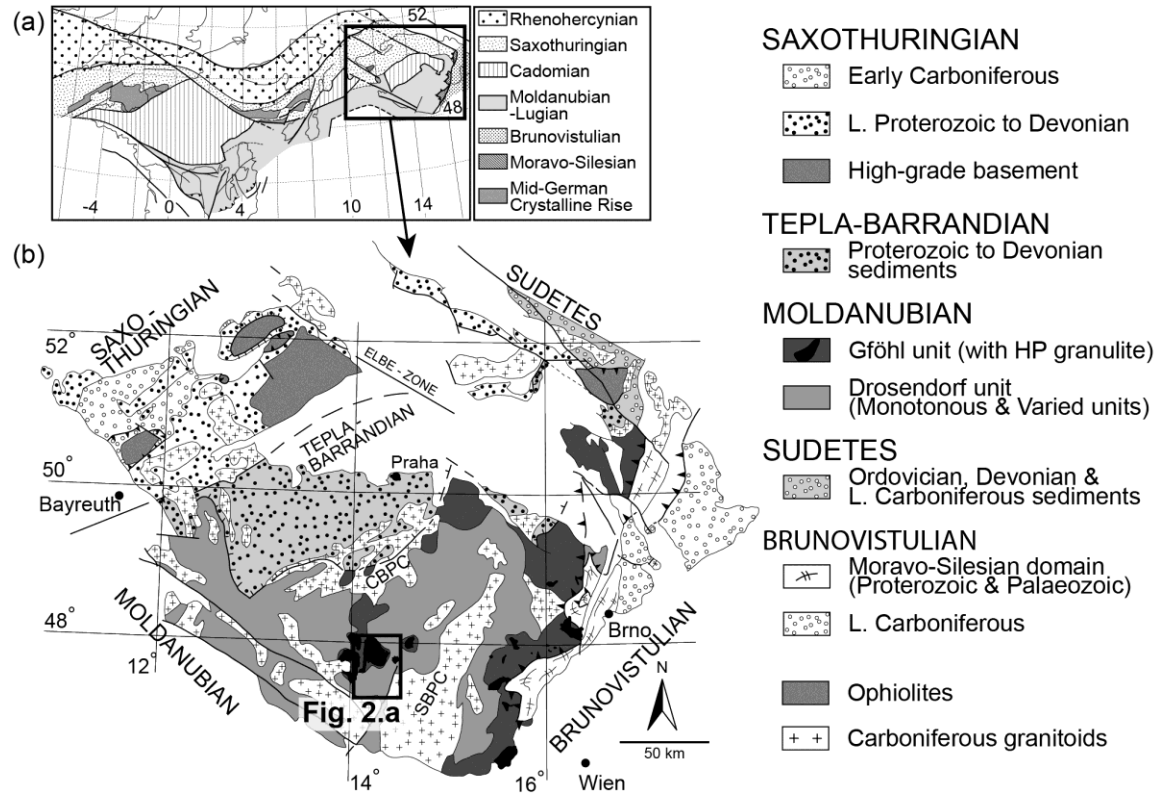 (a)
52
48
-4
0
4
10
14
Rhenohercynian
Saxothuringian
Cadomian
Moldanubian
-Lugian
Brunovistulian
Moravo-Silesian
Mid-German
Crystalline Rise
(b)
SAXO -
THURINGIAN
SUDETES
52°
ELBE - ZONE
TEPLA-
BARRANDIAN
50°
Praha
Bayreuth
CBPC
MOLDANUBIAN
48°
Brno
12°
SBPC
BRUNOVISTULIAN
N
Fig. 2.a
50 km
14°
16°
Wien
SAXOTHURINGIAN
Early Carboniferous
L. Proterozoic to Devonian
High-grade basement
TEPLA-BARRANDIAN
Proterozoic to Devonian
sediments
MOLDANUBIAN
Gföhl unit (with HP granulite)
Drosendorf unit
(Monotonous & Varied units)
SUDETES
Ordovician, Devonian &
L. Carboniferous sediments
BRUNOVISTULIAN
Moravo-Silesian domain
(Proterozoic & Palaeozoic)
L. Carboniferous
Ophiolites
Carboniferous granitoids